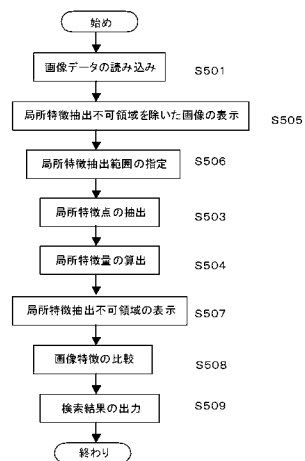 始め
画像データの読み込み S501
局所特徴抽出不可領域を除いた画像の表示 S505
局所特徴抽出範囲の指定 S506
局所特徴点の抽出 S503
局所特徴量の算出 S504
局所特徴抽出不可領域の表示 S507
画像特徴の比較 S508
検索結果の出力 S509
終わり